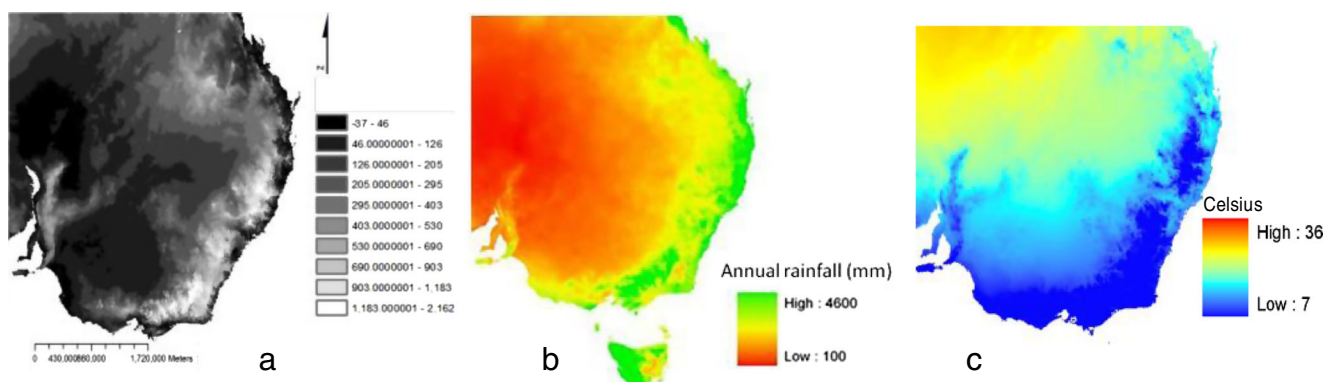 N
-37 - 46
46.00000001 - 126
126.0000001 - 205
205.0000001 - 295
295.0000001 - 403
403.0000001 - 530
530.0000001 - 690
690.0000001 - 903
903.0000001 - 1,183
1,183.000001 - 2,162
0 430,000860,000 1,720,000 Meters
a
Annual rainfall (mm)
High : 4600
Low : 100
b
Celsius
High : 36
Low : 7
c